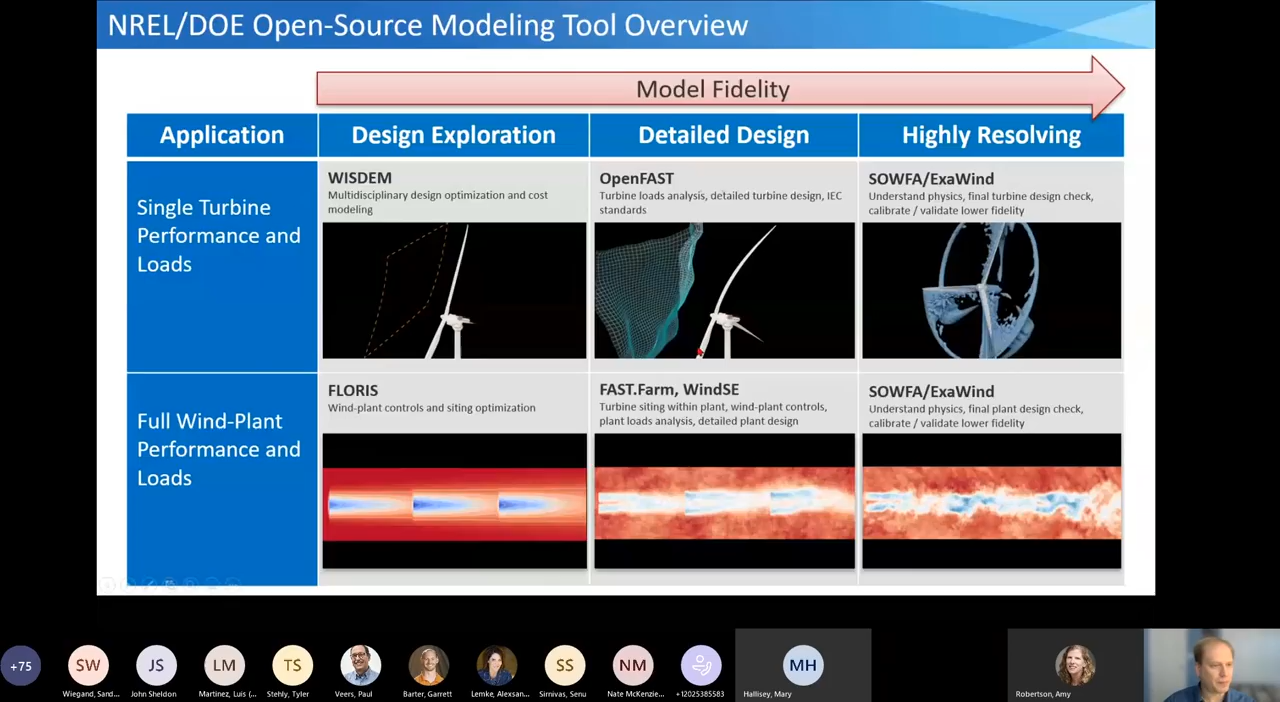 NREL/DOE Open-Source Modeling Tool Overview
Model Fidelity
Application
Design Exploration
Detailed Design
Highly Resolving
Single Turbine
Performance and
Loads
WISDEM
Multidisciplinary design optimization and cost
modeling
OpenFAST
Turbine loads analysis, detailed turbine design, IEC
standards
SOWFA/ExaWind
Understand physics, final turbine design check,
calibrate / validate lower fidelity
Full Wind-Plant
Performance and
Loads
FLORIS
Wind-plant controls and siting optimization
FAST.Farm, WindSE
Turbine siting within plant, wind-plant controls,
plant loads analysis, detailed plant design
SOWFA/ExaWind
Understand physics, final plant design check,
calibrate / validate lower fidelity
+75
SW
JS
LM
TS
SS
NM
MH
Wiegand, Sand...
John Sheldon
Martinez, Luis (...
Stehly, Tyler
Veers, Paul
Barter, Garrett
Lemke, Alexsan...
Sirnivas, Senu
Nate McKenzie...
+12025385583
Hallisey, Mary
Robertson, Amy